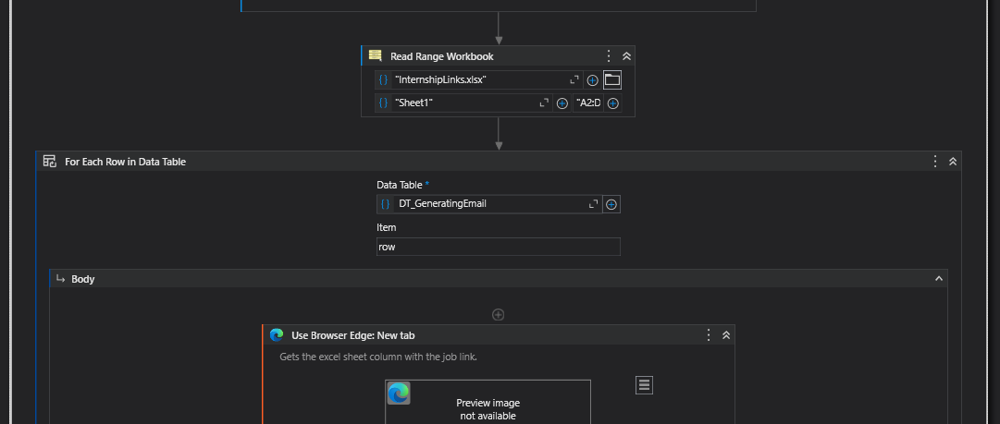 Read Range Workbook
"InternshipLinks.xlsx"
"Sheet1" "A2:D
For Each Row in Data Table
Data Table *
DT_GeneratingEmail
Item
row
Body
Use Browser Edge: New tab
Gets the excel sheet column with the job link.
Preview image
not available